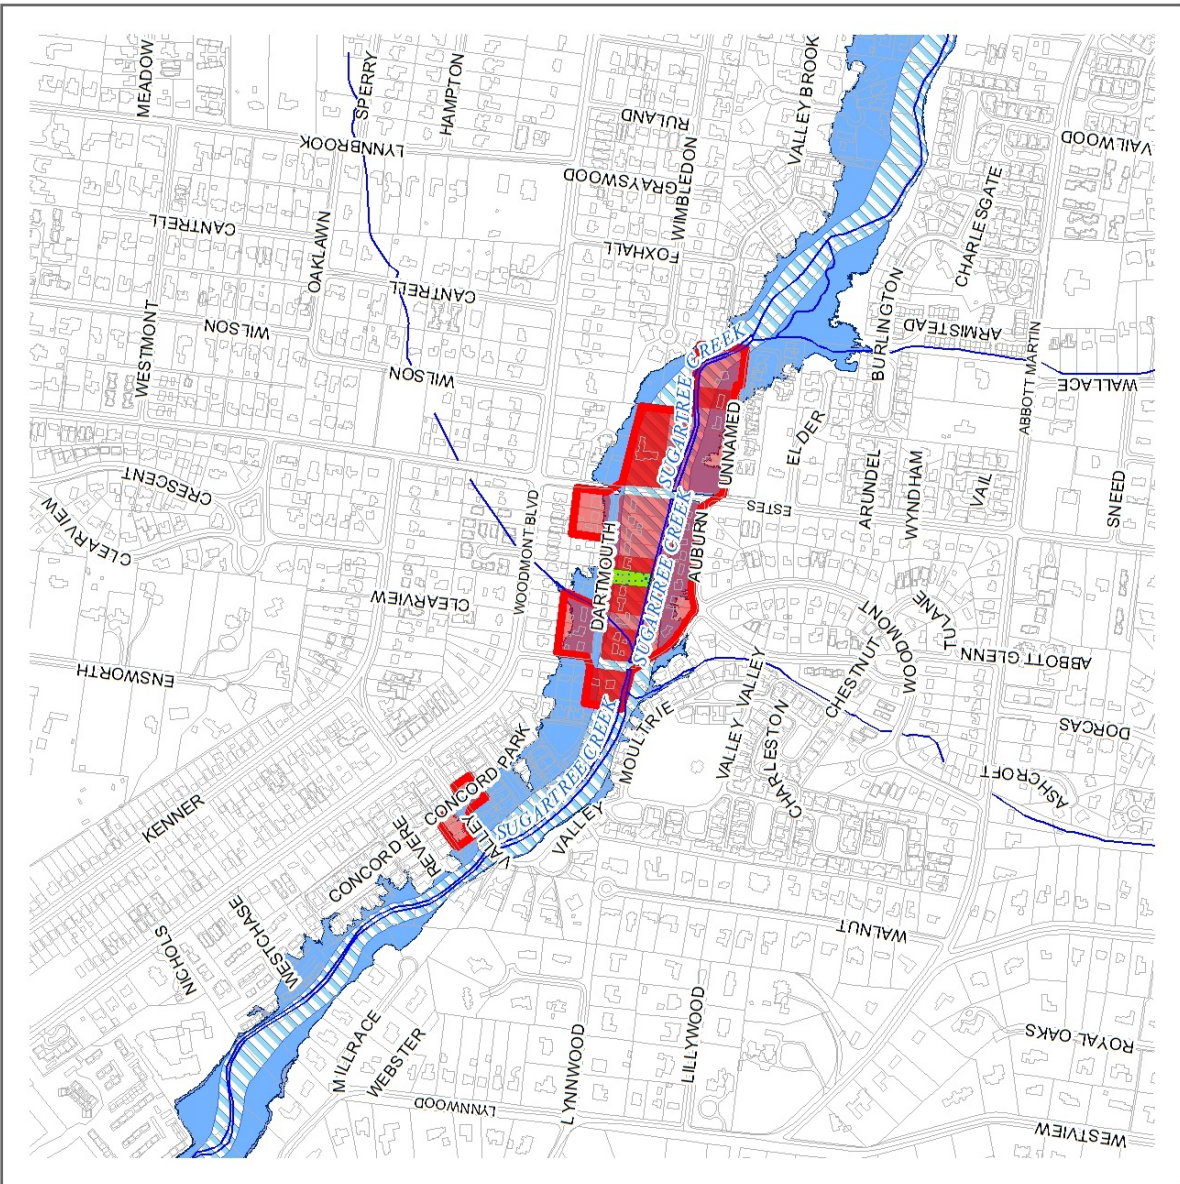 MEADOW
SPERRY
HAMPTON
VALLEY BROOK
RULAND
LYNNBROOK
VAILWOOD
GRAYSWOOD
WIMBLEDON
CANTRELL
OAKLAWN
FOXHALL
CHARLESGATE
CANTRELL
WESTMONT
WILSON
BURLINGTON
ARMISTEAD
SUGARTREE CREEK
ABBOTT MARTIN
WILSON
WALLACE
CRESCENT
UNNAMED
ELDER
CLEARVIEW
WOODMONT BLVD
ESTES
ARUNDEL
WYNDHAM
VAIL
SNEED
SUGARTREE CREEK
AUBURN
DARTMOUTH
CLEARVIEW
WOODMONT
TULANE
ENSWORTH
CHESTNUT
ABBOTT GLENN
VALLEY VALLEY
SUGARTREE CREEK
MOULTRIE
CHARLESTON
DORCAS
CONCORD PARK
ASHCROFT
KENNER
VALLEY
VALLEY
REVERE
CONCORD
WESTCHASE
NICHOLS
WALNUT
MILLRACE
WEBSTER
LYNNWOOD
LILLYWOOD
ROYAL OAKS
LYNNWOOD
WESTVIEW
SUGARTREE CREEK